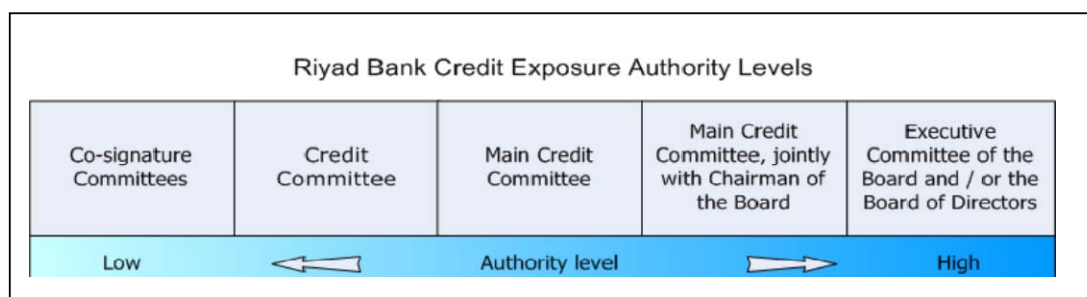 Riyad Bank Credit Exposure Authority Levels
Co-signature
Committees
Credit
Committee
Main Credit
Committee
Main Credit
Committee, jointly
with Chairman of
the Board
Executive
Committee of the
Board and / or the
Board of Directors
Low
Authority level
High